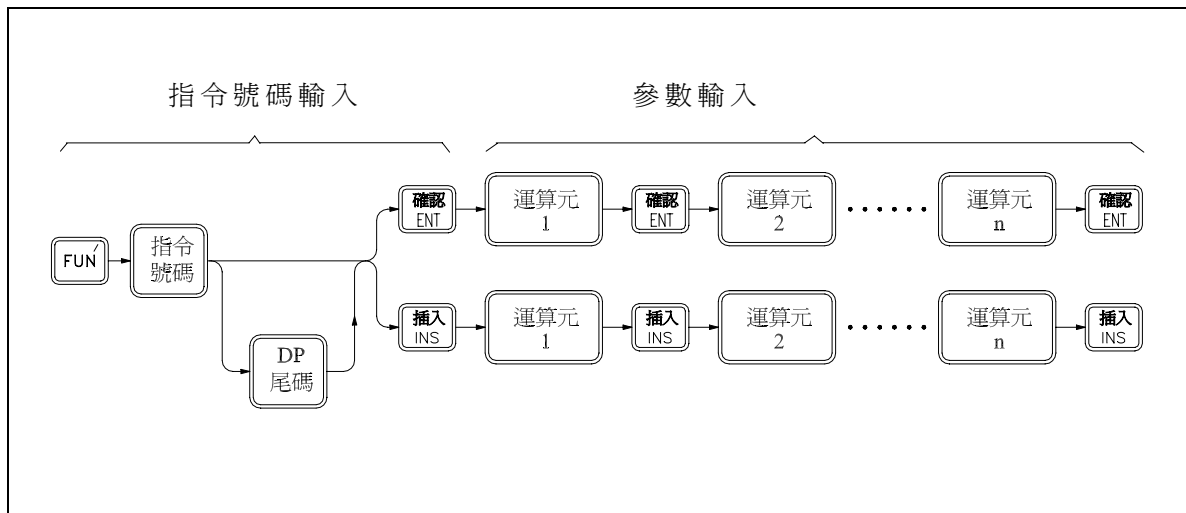 指令號碼輸入
參數輸入
FUN′
指令
號碼
DP
尾碼
確認
ENT
運算元
1
確認
ENT
運算元
2
······
運算元
n
確認
ENT
插入
INS
運算元
1
插入
INS
運算元
2
······
運算元
n
插入
INS